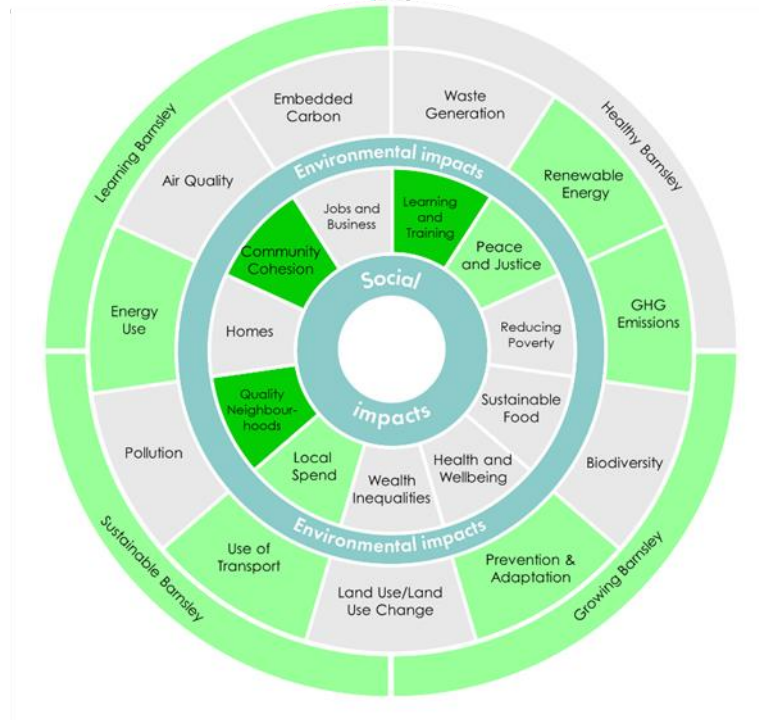 Learning Barnsley
Healthy Barnsley
Growing Barnsley
Sustainable Barnsley
Environmental impacts
Embedded
Carbon
Waste
Generation
Renewable
Energy
GHG
Emissions
Biodiversity
Prevention &
Adaptation
Land Use/Land
Use Change
Use of
Transport
Pollution
Energy
Use
Air Quality
Environmental impacts
Social
impacts
Jobs and
Business
Learning
and
Training
Peace
and Justice
Reducing
Poverty
Sustainable
Food
Health and
Wellbeing
Wealth
Inequalities
Local
Spend
Quality
Neighbour-
hoods
Homes
Community
Cohesion